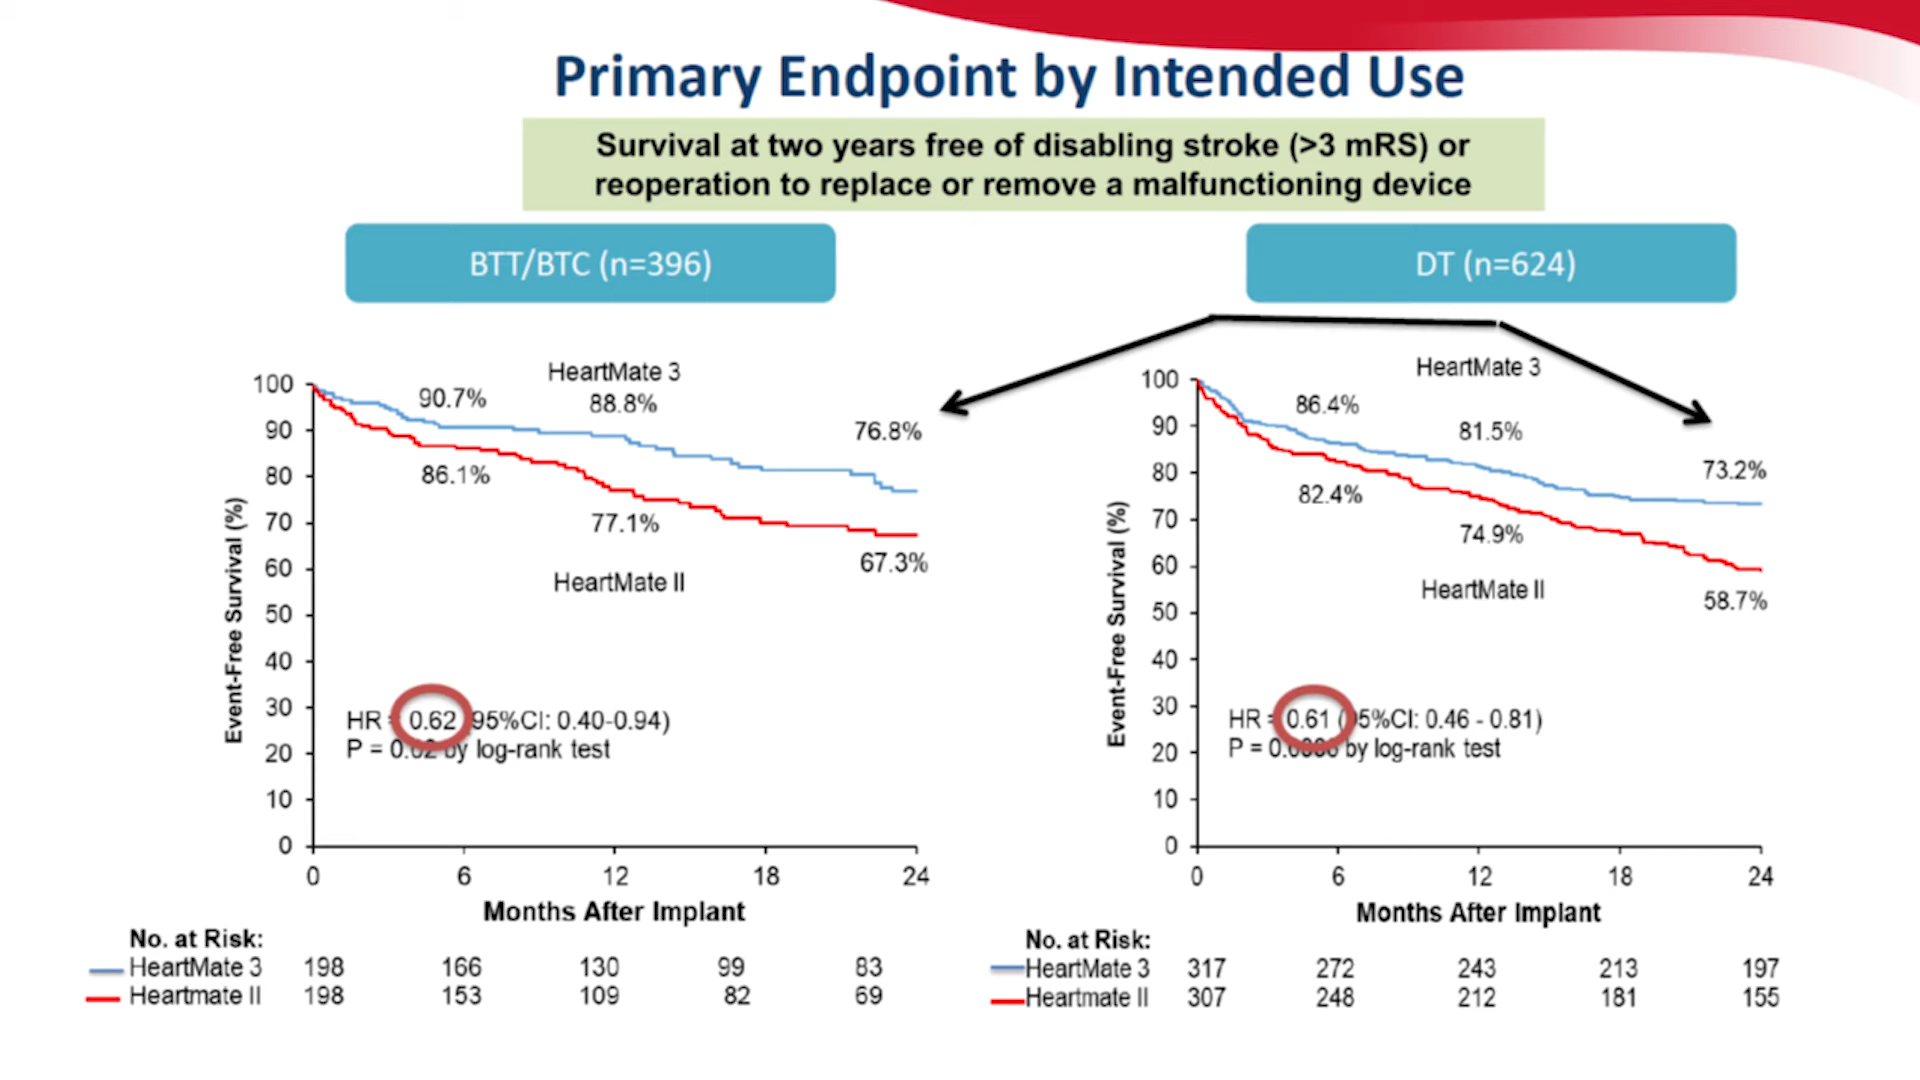 Primary Endpoint by Intended Use
Survival at two years free of disabling stroke (>3 mRS) or
reoperation to replace or remove a malfunctioning device
BTT/BTC (n=396)
HeartMate 3
90.7%
88.8%
76.8%
86.1%
77.1%
67.3%
HeartMate II
HR = 0.62 (95%CI: 0.40-0.94)
P = 0.02 by log-rank test
Event-Free Survival (%)
100
90
80
70
60
50
40
30
20
10
0
0 6 12 18 24
Months After Implant
No. at Risk:
HeartMate 3 198 166 130 99 83
Heartmate II 198 153 109 82 69
DT (n=624)
HeartMate 3
86.4%
81.5%
73.2%
82.4%
74.9%
58.7%
HeartMate II
HR = 0.61 (95%CI: 0.46 - 0.81)
P = by log-rank test
Event-Free Survival (%)
100
90
80
70
60
50
40
30
20
10
0
0 6 12 18 24
Months After Implant
No. at Risk:
HeartMate 3 317 272 243 213 197
Heartmate II 307 248 212 181 155